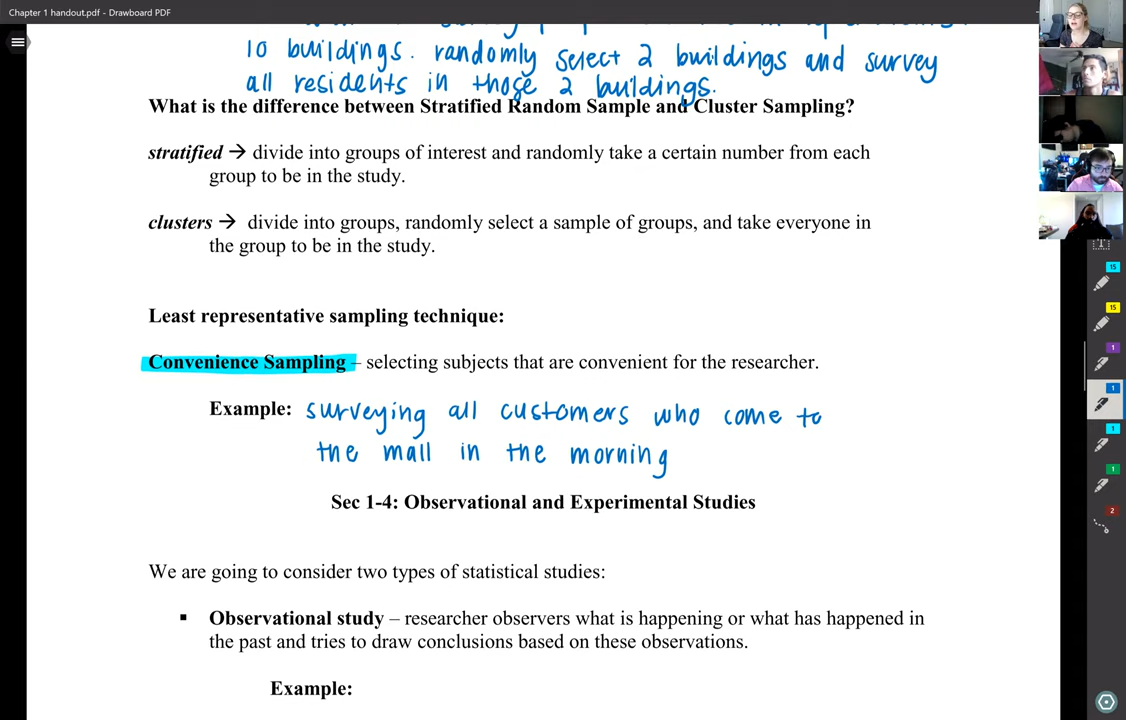 Chapter 1 handout.pdf - Drawboard PDF
10 buildings. randomly select 2 buildings and survey
all residents in those 2 buildings.
What is the difference between Stratified Random Sample and Cluster Sampling?
stratified → divide into groups of interest and randomly take a certain number from each
group to be in the study.
clusters → divide into groups, randomly select a sample of groups, and take everyone in
the group to be in the study.
Least representative sampling technique:
Convenience Sampling – selecting subjects that are convenient for the researcher.
Example: surveying all customers who come to
the mall in the morning
Sec 1-4: Observational and Experimental Studies
We are going to consider two types of statistical studies:
▪ Observational study – researcher observers what is happening or what has happened in
the past and tries to draw conclusions based on these observations.
Example:
T
15
15
1
1
1
1
2